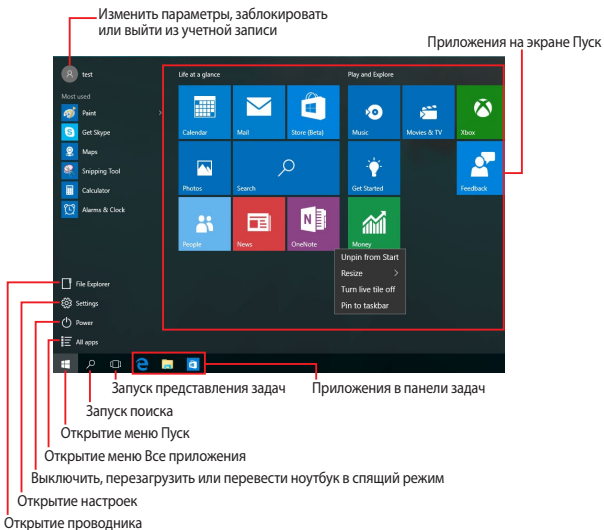 Изменить параметры, заблокировать
или выйти из учетной записи
Приложения на экране Пуск
test
Life at a glance
Play and Explore
Most used
Paint
Get Skype
Maps
Snipping Tool
Calculator
Alarms & Clock
Calendar
Mail
Store (Beta)
Music
Movies & TV
Xbox
Photos
Search
Get Started
Feedback
People
News
OneNote
Money
Unpin from Start
Resize
Turn live tile off
Pin to taskbar
File Explorer
Settings
Power
All apps
Запуск представления задач
Приложения в панели задач
Запуск поиска
Открытие меню Пуск
Открытие меню Все приложения
Выключить, перезагрузить или перевести ноутбук в спящий режим
Открытие настроек
Открытие проводника